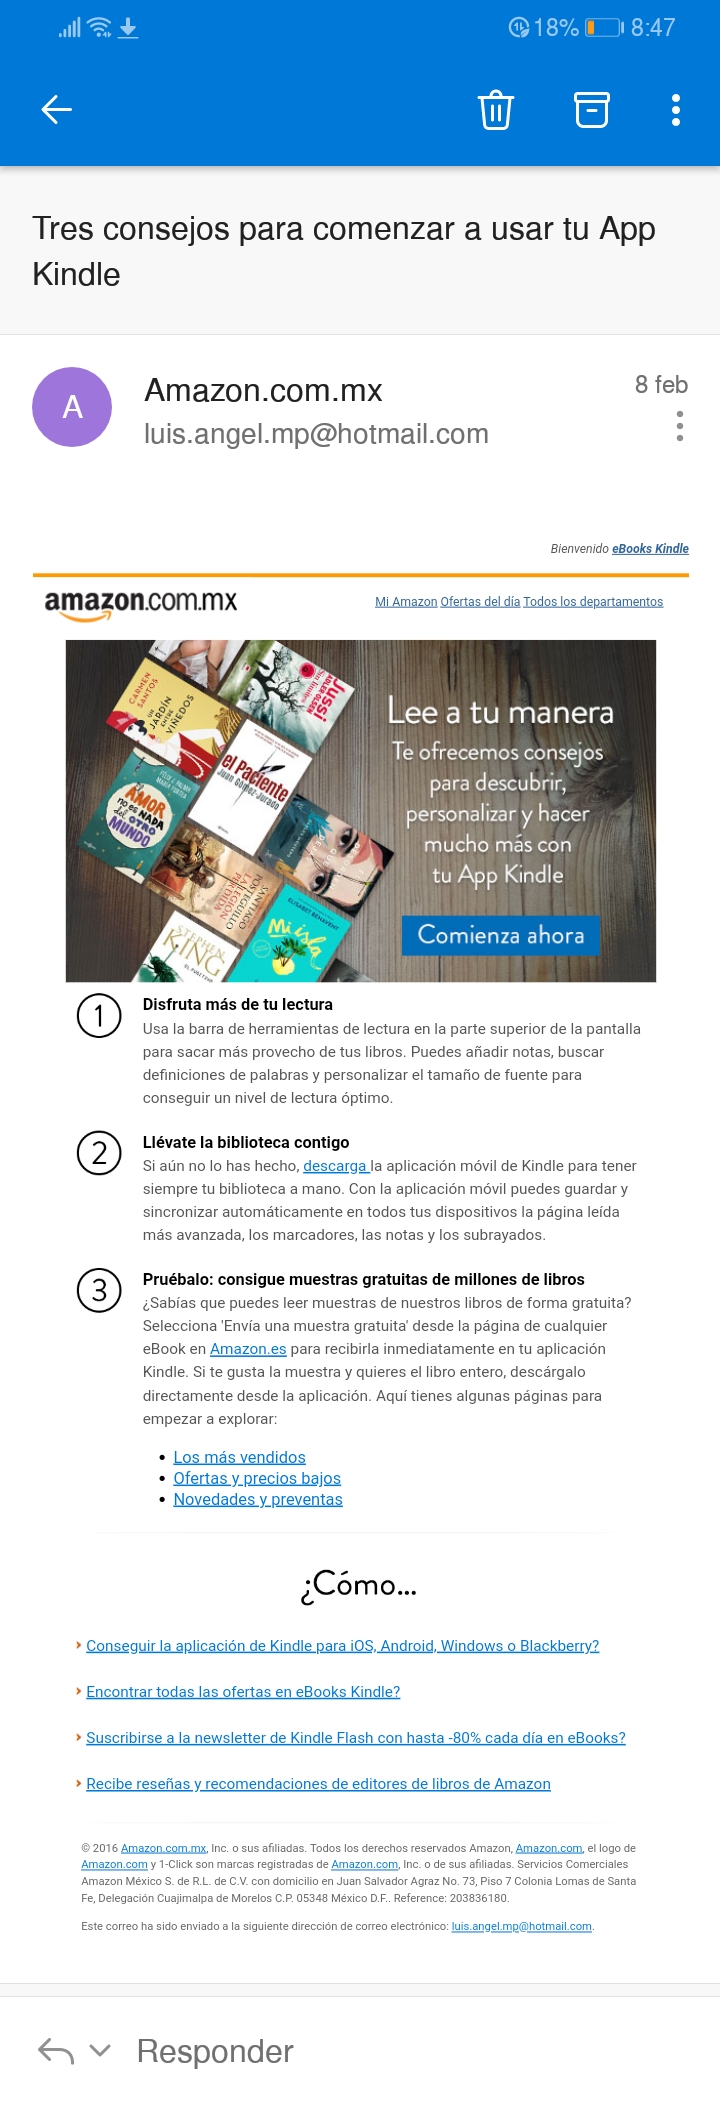 18% 8:47
Tres consejos para comenzar a usar tu App
Kindle
A
Amazon.com.mx
8 feb
luis.angel.mp@hotmail.com
Bienvenido eBooks Kindle
amazon.com.mx
Mi Amazon Ofertas del día Todos los departamentos
CARMEN
SANTOS
UN
JARDÍN
ENTRE
VIÑEDOS
Jussi
ADLER OLSEN
Sin límites
el Paciente
Juan Gómez-Jurado
FÉLIX J. PALMA
AMOR
no es NADA
del OTRO
MUNDO
SANTIAGO
POSTEGUILLO
LA LEGIÓN
PERDIDA
ELÍSABET BENAVENT
Mi isla
STEPHEN
KING
Lee a tu manera
Te ofrecemos consejos
para descubrir,
personalizar y hacer
mucho más con
tu App Kindle
Comienza ahora
1
Disfruta más de tu lectura
Usa la barra de herramientas de lectura en la parte superior de la pantalla
para sacar más provecho de tus libros. Puedes añadir notas, buscar
definiciones de palabras y personalizar el tamaño de fuente para
conseguir un nivel de lectura óptimo.
2
Llévate la biblioteca contigo
Si aún no lo has hecho, descarga la aplicación móvil de Kindle para tener
siempre tu biblioteca a mano. Con la aplicación móvil puedes guardar y
sincronizar automáticamente en todos tus dispositivos la página leída
más avanzada, los marcadores, las notas y los subrayados.
3
Pruébalo: consigue muestras gratuitas de millones de libros
¿Sabías que puedes leer muestras de nuestros libros de forma gratuita?
Selecciona 'Envía una muestra gratuita' desde la página de cualquier
eBook en Amazon.es para recibirla inmediatamente en tu aplicación
Kindle. Si te gusta la muestra y quieres el libro entero, descárgalo
directamente desde la aplicación. Aquí tienes algunas páginas para
empezar a explorar:
• Los más vendidos
• Ofertas y precios bajos
• Novedades y preventas
¿Cómo...
› Conseguir la aplicación de Kindle para iOS, Android, Windows o Blackberry?
› Encontrar todas las ofertas en eBooks Kindle?
› Suscribirse a la newsletter de Kindle Flash con hasta -80% cada día en eBooks?
› Recibe reseñas y recomendaciones de editores de libros de Amazon
© 2016 Amazon.com.mx, Inc. o sus afiliadas. Todos los derechos reservados Amazon, Amazon.com, el logo de
Amazon.com y 1-Click son marcas registradas de Amazon.com, Inc. o de sus afiliadas. Servicios Comerciales
Amazon México S. de R.L. de C.V. con domicilio en Juan Salvador Agraz No. 73, Piso 7 Colonia Lomas de Santa
Fe, Delegación Cuajimalpa de Morelos C.P. 05348 México D.F.. Reference: 203836180.
Este correo ha sido enviado a la siguiente dirección de correo electrónico: luis.angel.mp@hotmail.com.
Responder